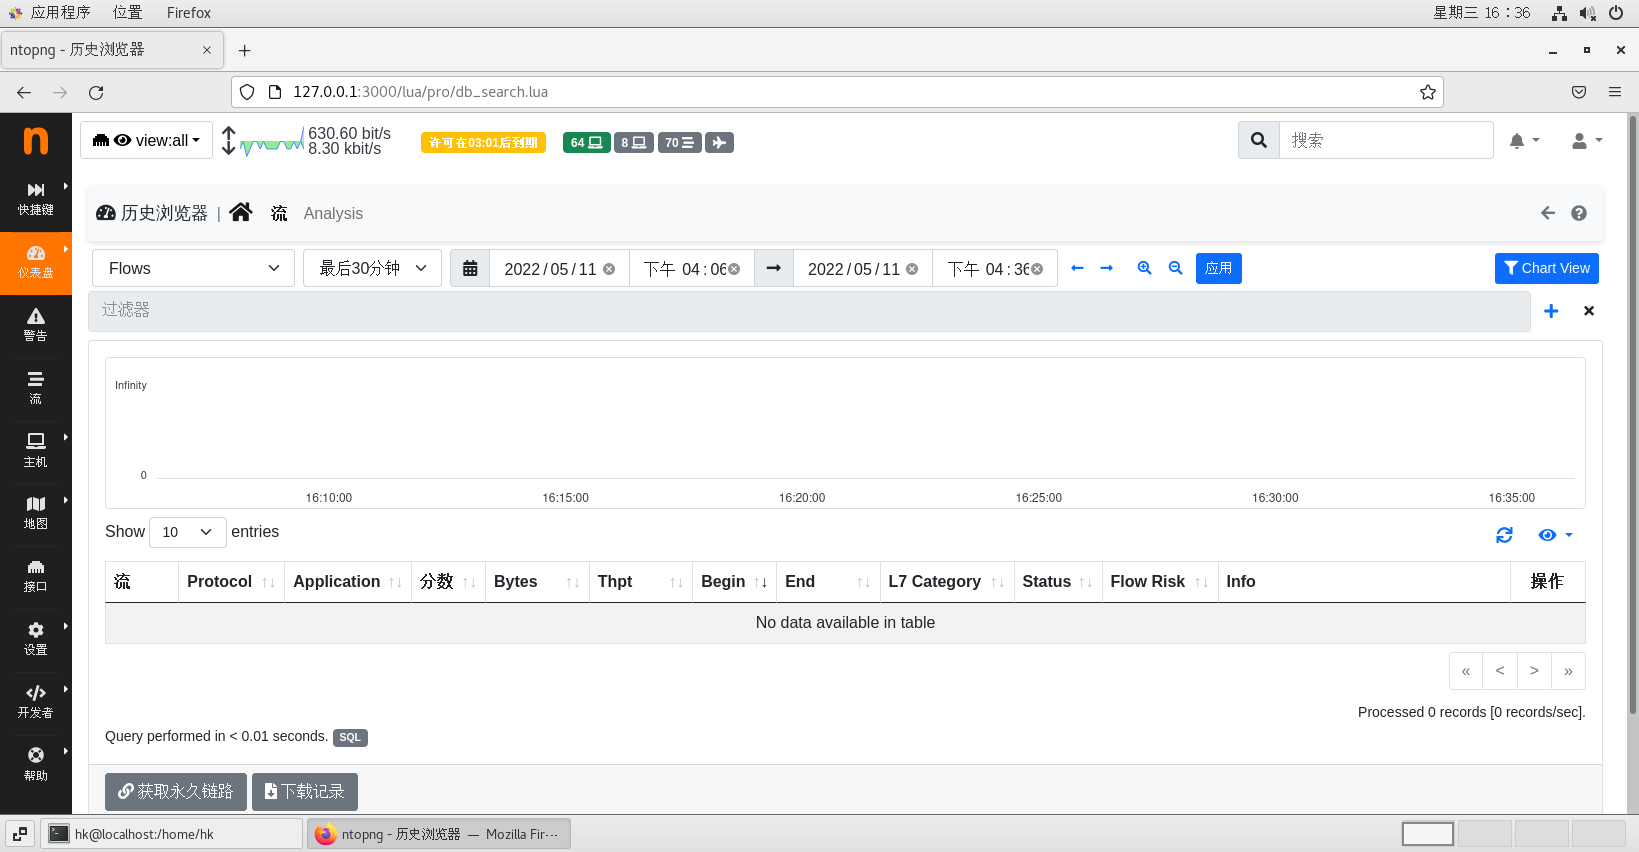 应用程序 位置 Firefox 星期三 16：36
ntopng - 历史浏览器
127.0.0.1:3000/lua/pro/db_search.lua
n view:all 630.60 bit/s
8.30 kbit/s
许可在03:01后到期 64 8 70 搜索
快捷键
历史浏览器 | 流 Analysis
仪表盘
Flows 最后30分钟 2022/05/11 下午 04:06 2022/05/11 下午 04:36 应用 Chart View
过滤器
警告
流
主机
地图
接口
设置
开发者
帮助
Infinity
0
16:10:00 16:15:00 16:20:00 16:25:00 16:30:00 16:35:00
Show 10 entries
流 Protocol Application 分数 Bytes Thpt Begin End L7 Category Status Flow Risk Info 操作
No data available in table
« < > »
Processed 0 records [0 records/sec].
Query performed in < 0.01 seconds. SQL
获取永久链路 下载记录
hk@localhost:/home/hk ntopng - 历史浏览器 — Mozilla Fir···